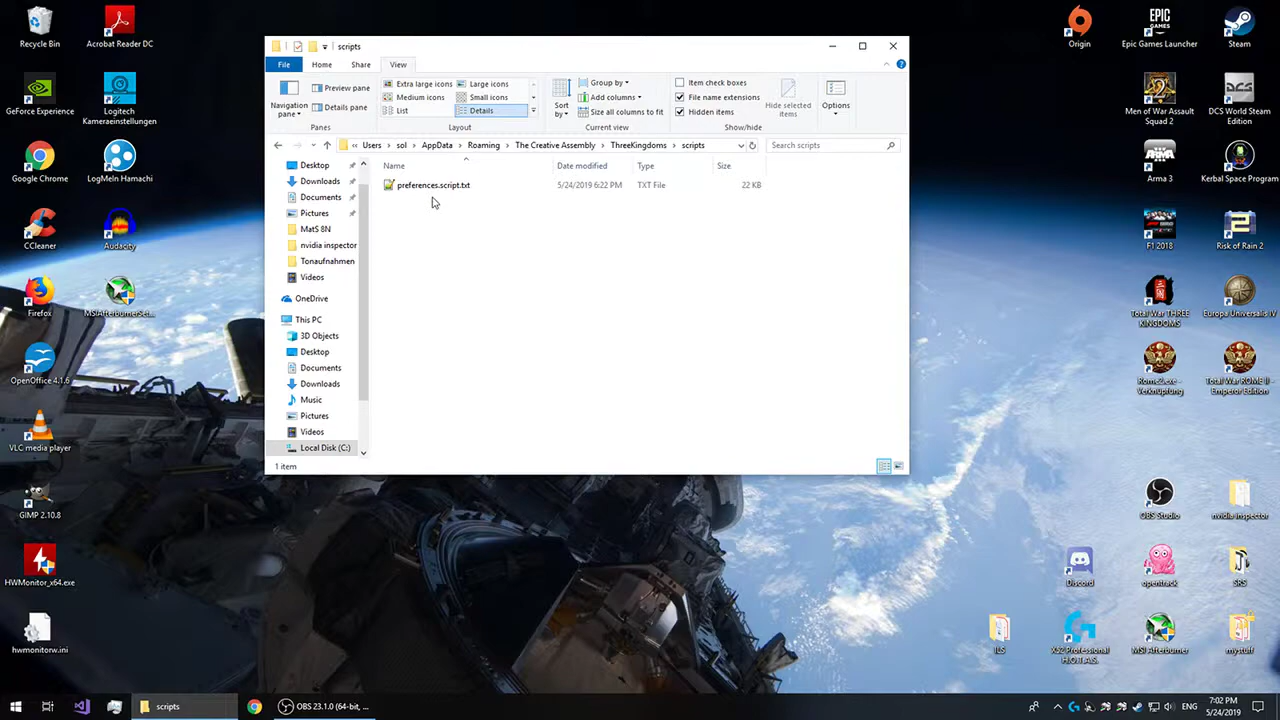 Recycle Bin
Acrobat Reader DC
GeForce Experience
Logitech
Kameraeinstellungen
Google Chrome
LogMeIn Hamachi
CCleaner
Audacity
Firefox
MSIAfterburnerSet...
OpenOffice 4.1.6
VLC media player
GIMP 2.10.8
HWMonitor_x64.exe
hwmonitorw.ini
scripts
File
Home
Share
View
Navigation
pane
Preview pane
Details pane
Panes
Extra large icons
Large icons
Medium icons
Small icons
List
Details
Layout
Sort
by
Group by
Add columns
Size all columns to fit
Current view
Item check boxes
File name extensions
Hidden items
Hide selected
items
Show/hide
Options
Users
sol
AppData
Roaming
The Creative Assembly
ThreeKingdoms
scripts
Search scripts
Name
Date modified
Type
Size
preferences.script.txt
5/24/2019 6:22 PM
TXT File
22 KB
Desktop
Downloads
Documents
Pictures
MatS 8N
nvidia inspector
Tonaufnahmen
Videos
OneDrive
This PC
3D Objects
Desktop
Documents
Downloads
Music
Pictures
Videos
Local Disk (C:)
1 item
Origin
EPIC
GAMES
Epic Games Launcher
Steam
Men of War Assault
Squad 2
DCS World Steam
Edition
ARMA
Arma 3
Kerbal Space Program
F1 2018
Risk of Rain 2
Total War THREE
KINGDOMS
Europa Universalis IV
Rome2.exe -
Verknüpfung
Total War ROME II -
Emperor Edition
OBS Studio
nvidia inspector
Discord
opentrack
SRS
ILS
X52 Professional
H.O.T.A.S.
MSI Afterburner
mystuff
scripts
OBS 23.1.0 (64-bit, ...
ENG
7:02 PM
5/24/2019